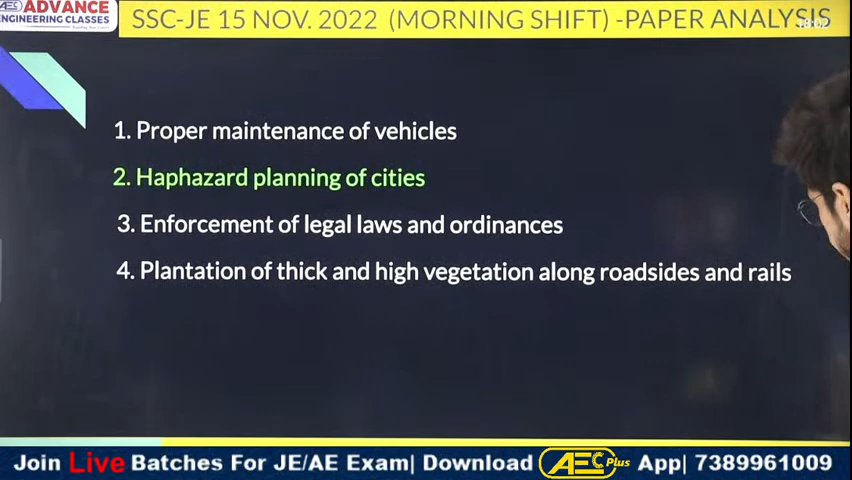 AEC ADVANCE
ENGINEERING CLASSES
SSC-JE 15 NOV. 2022 (MORNING SHIFT) -PAPER ANALYSIS
1. Proper maintenance of vehicles
2. Haphazard planning of cities
3. Enforcement of legal laws and ordinances
4. Plantation of thick and high vegetation along roadsides and rails
Join Live Batches For JE/AE Exam| Download AEC Plus App| 7389961009